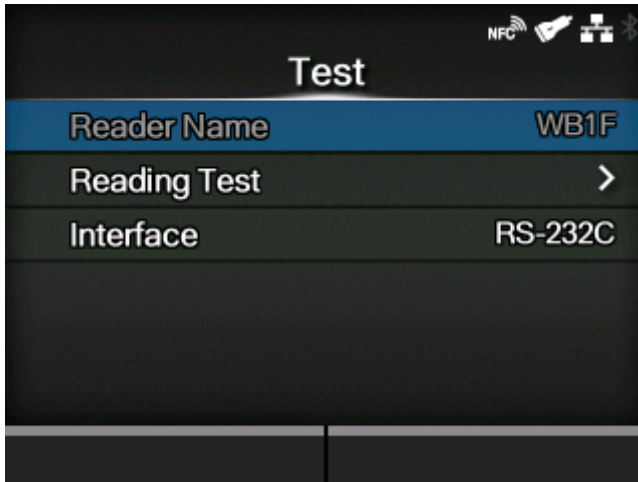 NFC
Test
Reader Name WB1F
Reading Test >
Interface RS-232C